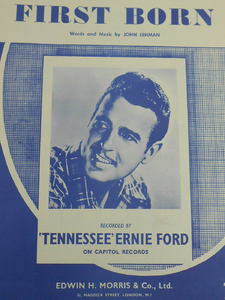 FIRST BORN
Words and Music by JOHN LEHMAN
RECORDED BY
'TENNESSEE' ERNIE FORD
ON CAPITOL RECORDS
EDWIN H. MORRIS & Co., Ltd.
52, MADDOX STREET, LONDON, W.1